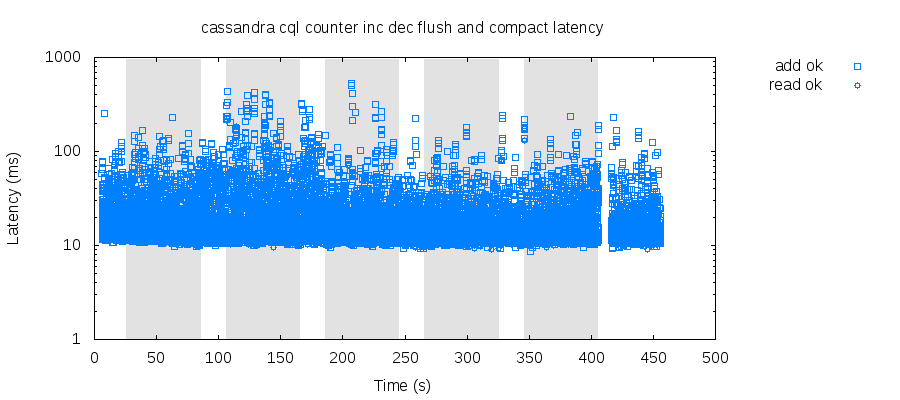 cassandra cql counter inc dec flush and compact latency
1000
100
10
1
Latency (ms)
0 50 100 150 200 250 300 350 400 450 500
Time (s)
add ok
read ok